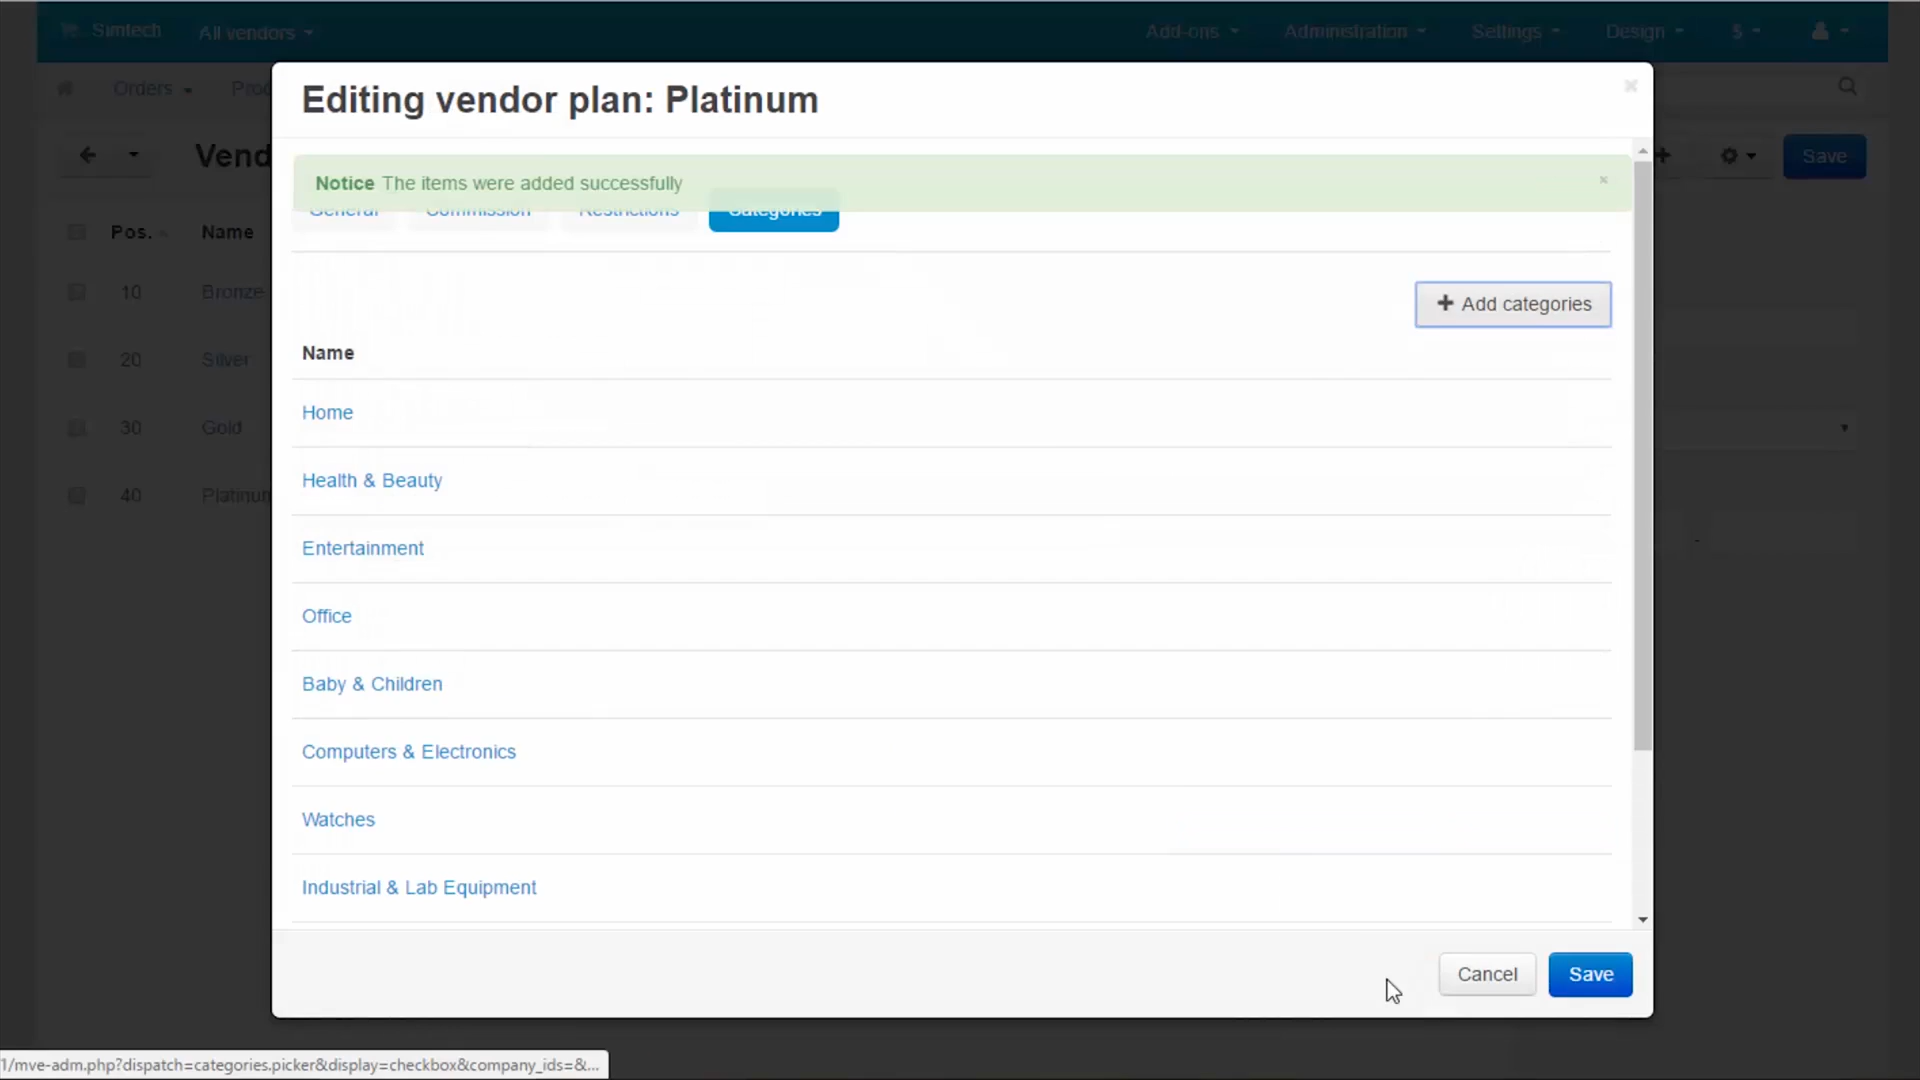 Simtech All vendors Add-ons Administration Settings Design $
Editing vendor plan: Platinum
Orders
Notice The items were added successfully
Save
General Commission Restrictions Categories
Pos. Name
+ Add categories
Name
10 Bronze
20 Silver
30 Gold
40
Home
Health & Beauty
Entertainment
Office
Baby & Children
Computers & Electronics
Watches
Industrial & Lab Equipment
Cancel Save
1/mve-adm.php?dispatch=categories.picker&display=checkbox&company_ids=&...